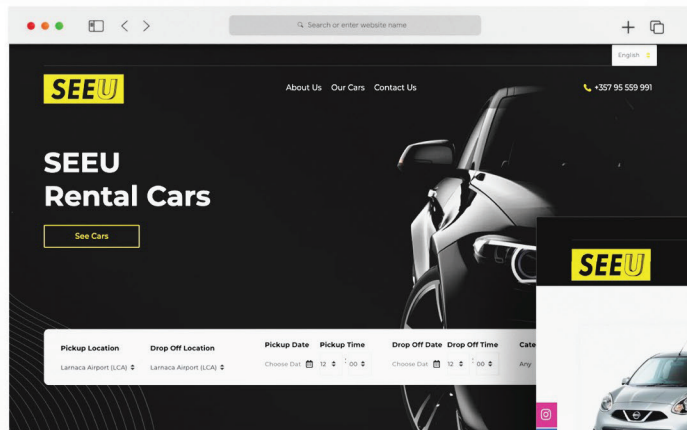 Search or enter website name
English
SEEU
About Us Our Cars Contact Us
+357 95 559 991
SEEU
Rental Cars
See Cars
SEEU
Pickup Location Drop Off Location Pickup Date Pickup Time Drop Off Date Drop Off Time
Larnaca Airport (LCA) Larnaca Airport (LCA) Choose Dat 12 : 00 Choose Dat 12 : 00 Any